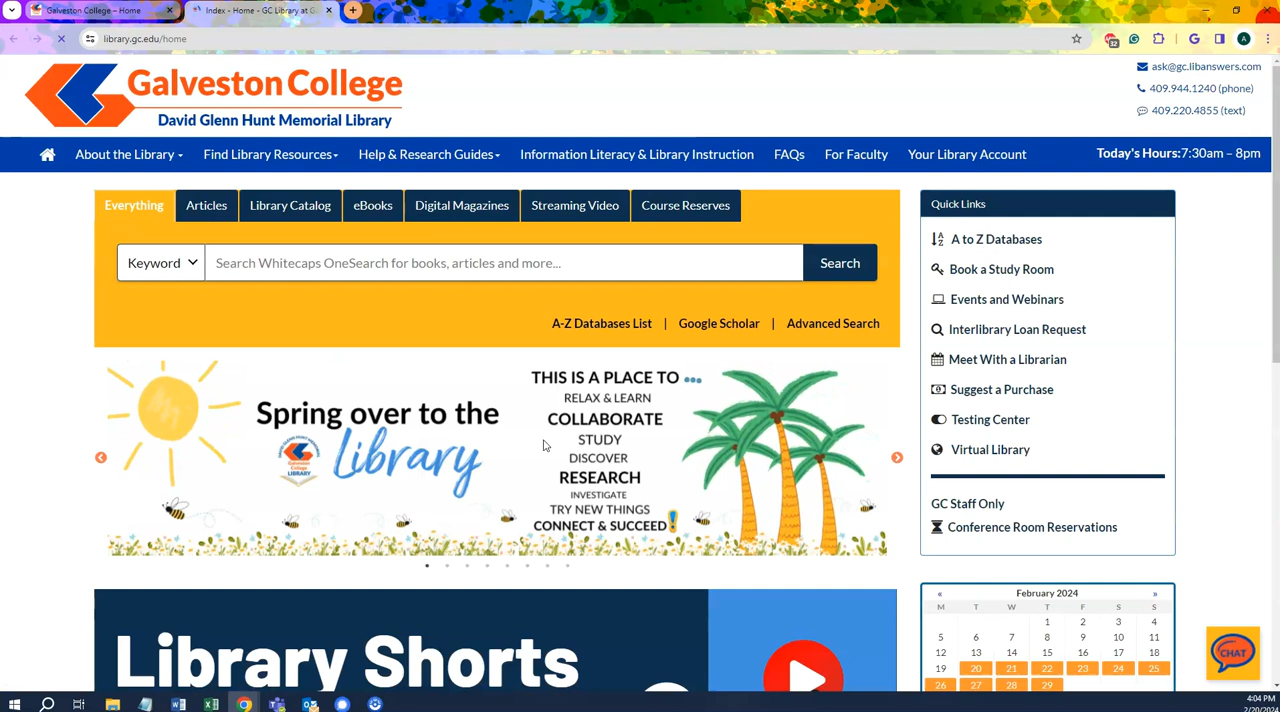 Galveston College – Home
Index - Home - GC Library at G
library.gc.edu/home
32
A
Galveston College
David Glenn Hunt Memorial Library
ask@gc.libanswers.com
409.944.1240 (phone)
409.220.4855 (text)
About the Library
Find Library Resources
Help & Research Guides
Information Literacy & Library Instruction
FAQs
For Faculty
Your Library Account
Today's Hours:7:30am – 8pm
Everything
Articles
Library Catalog
eBooks
Digital Magazines
Streaming Video
Course Reserves
Keyword
Search Whitecaps OneSearch for books, articles and more...
Search
A-Z Databases List | Google Scholar | Advanced Search
Spring over to the
library
THIS IS A PLACE TO •••
RELAX & LEARN
COLLABORATE
STUDY
DISCOVER
RESEARCH
INVESTIGATE
TRY NEW THINGS
CONNECT & SUCCEED!
Library Shorts
Quick Links
A to Z Databases
Book a Study Room
Events and Webinars
Interlibrary Loan Request
Meet With a Librarian
Suggest a Purchase
Testing Center
Virtual Library
GC Staff Only
Conference Room Reservations
« February 2024 »
M T W T F S S
1 2 3 4
5 6 7 8 9 10 11
12 13 14 15 16 17 18
19 20 21 22 23 24 25
26 27 28 29
CHAT
4:04 PM
2/20/2024